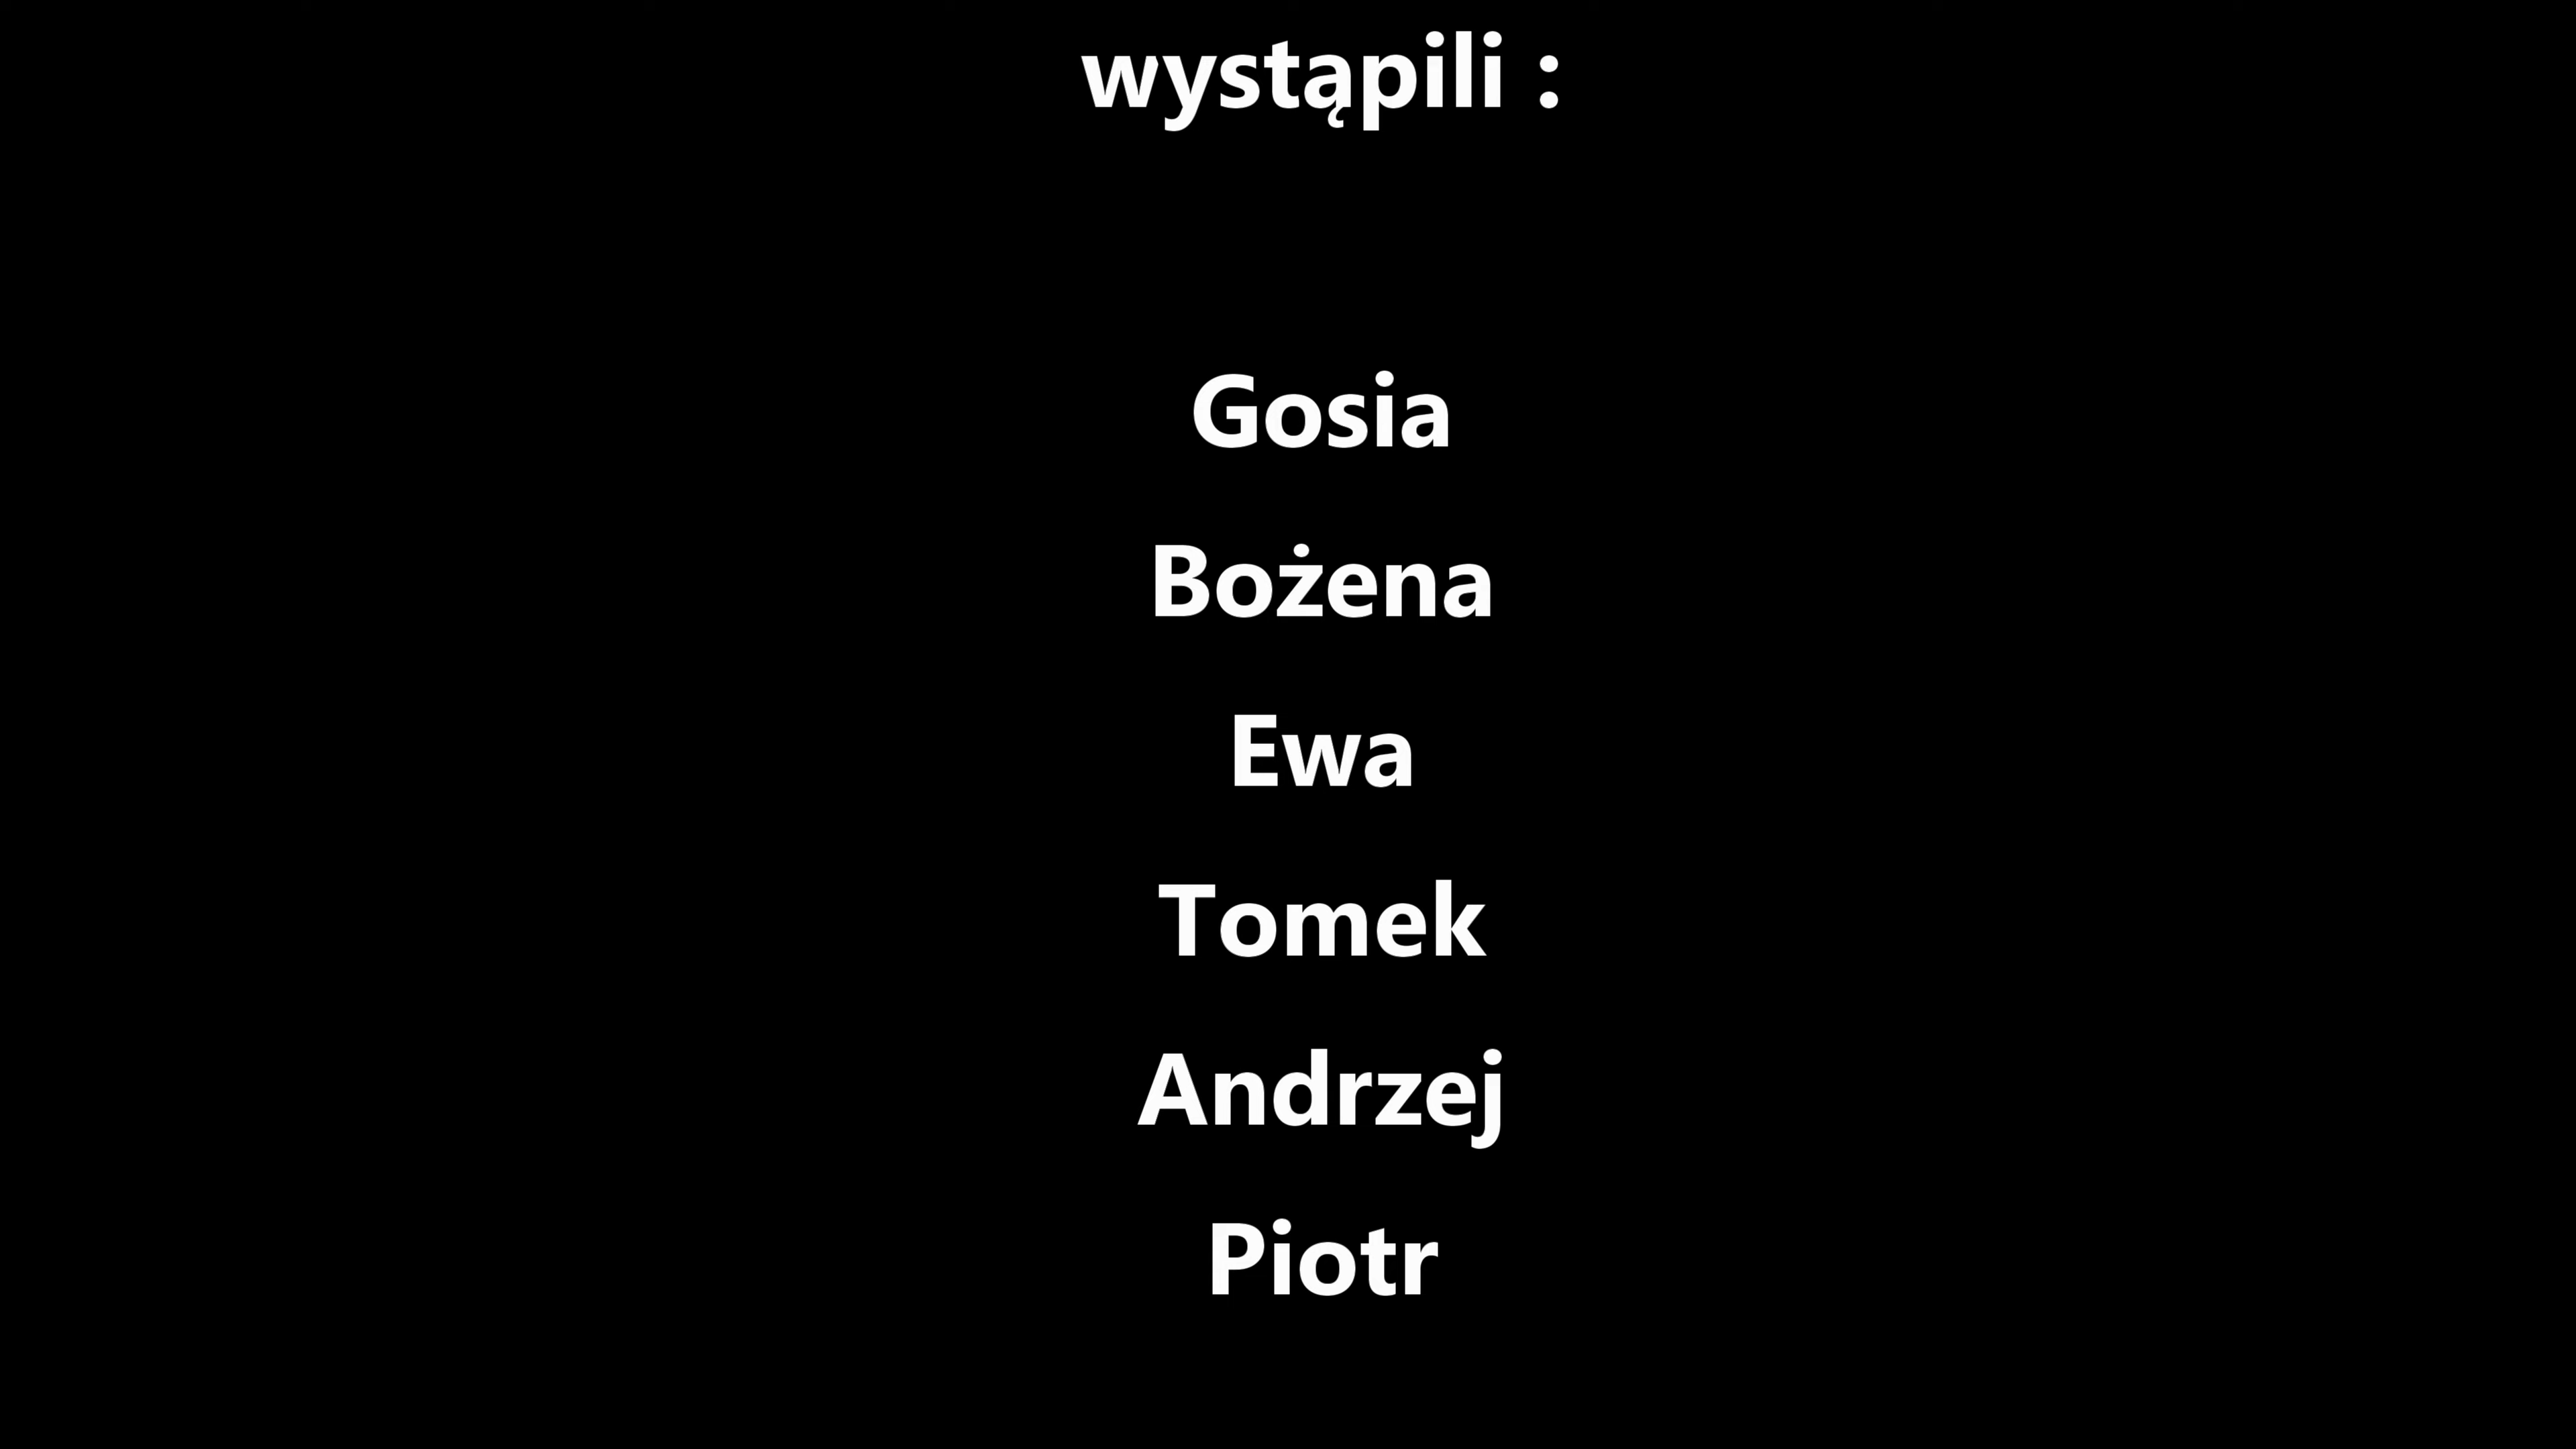 wystąpili :
Gosia
Bożena
Ewa
Tomek
Andrzej
Piotr